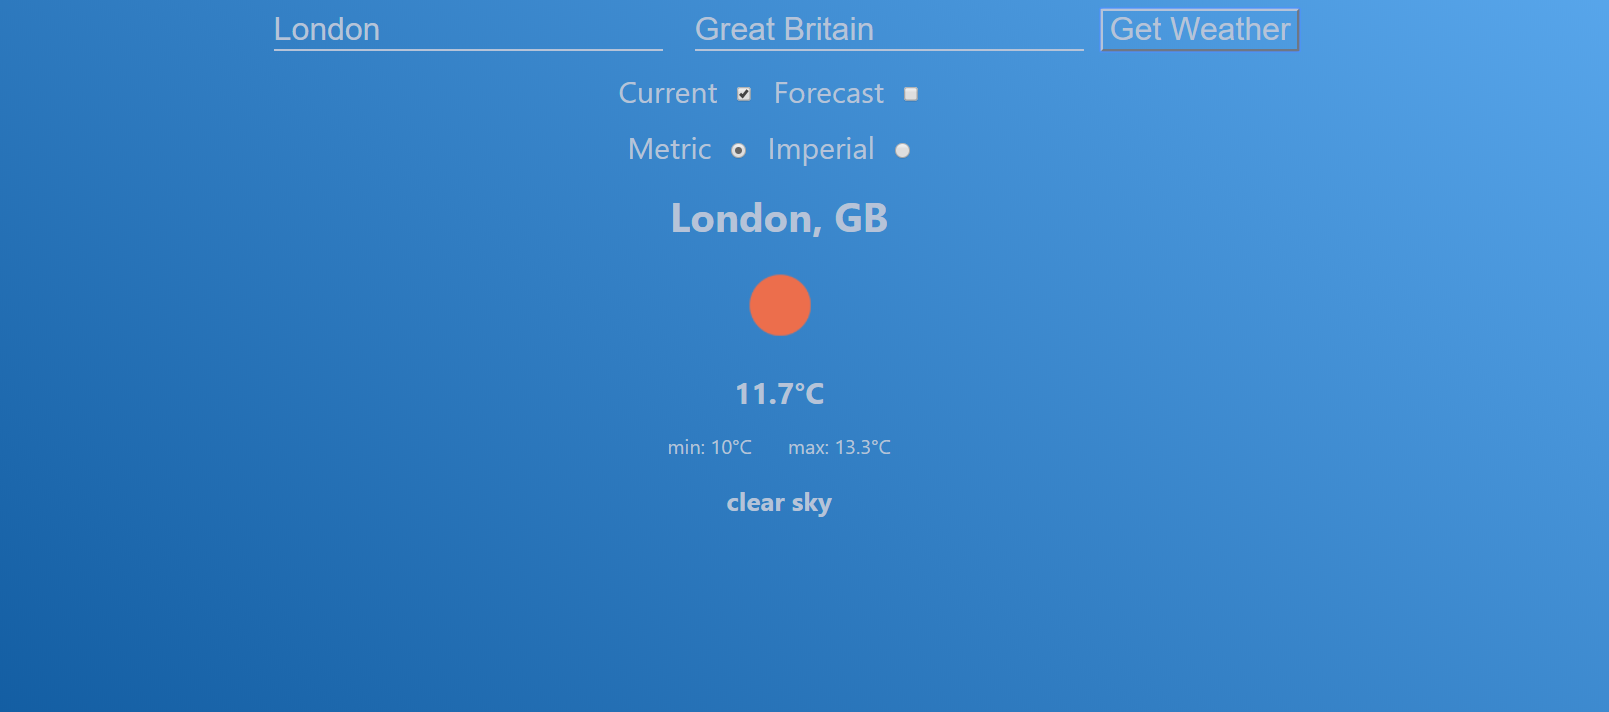 London Great Britain Get Weather
Current Forecast
Metric Imperial
London, GB
11.7°C
min: 10°C max: 13.3°C
clear sky